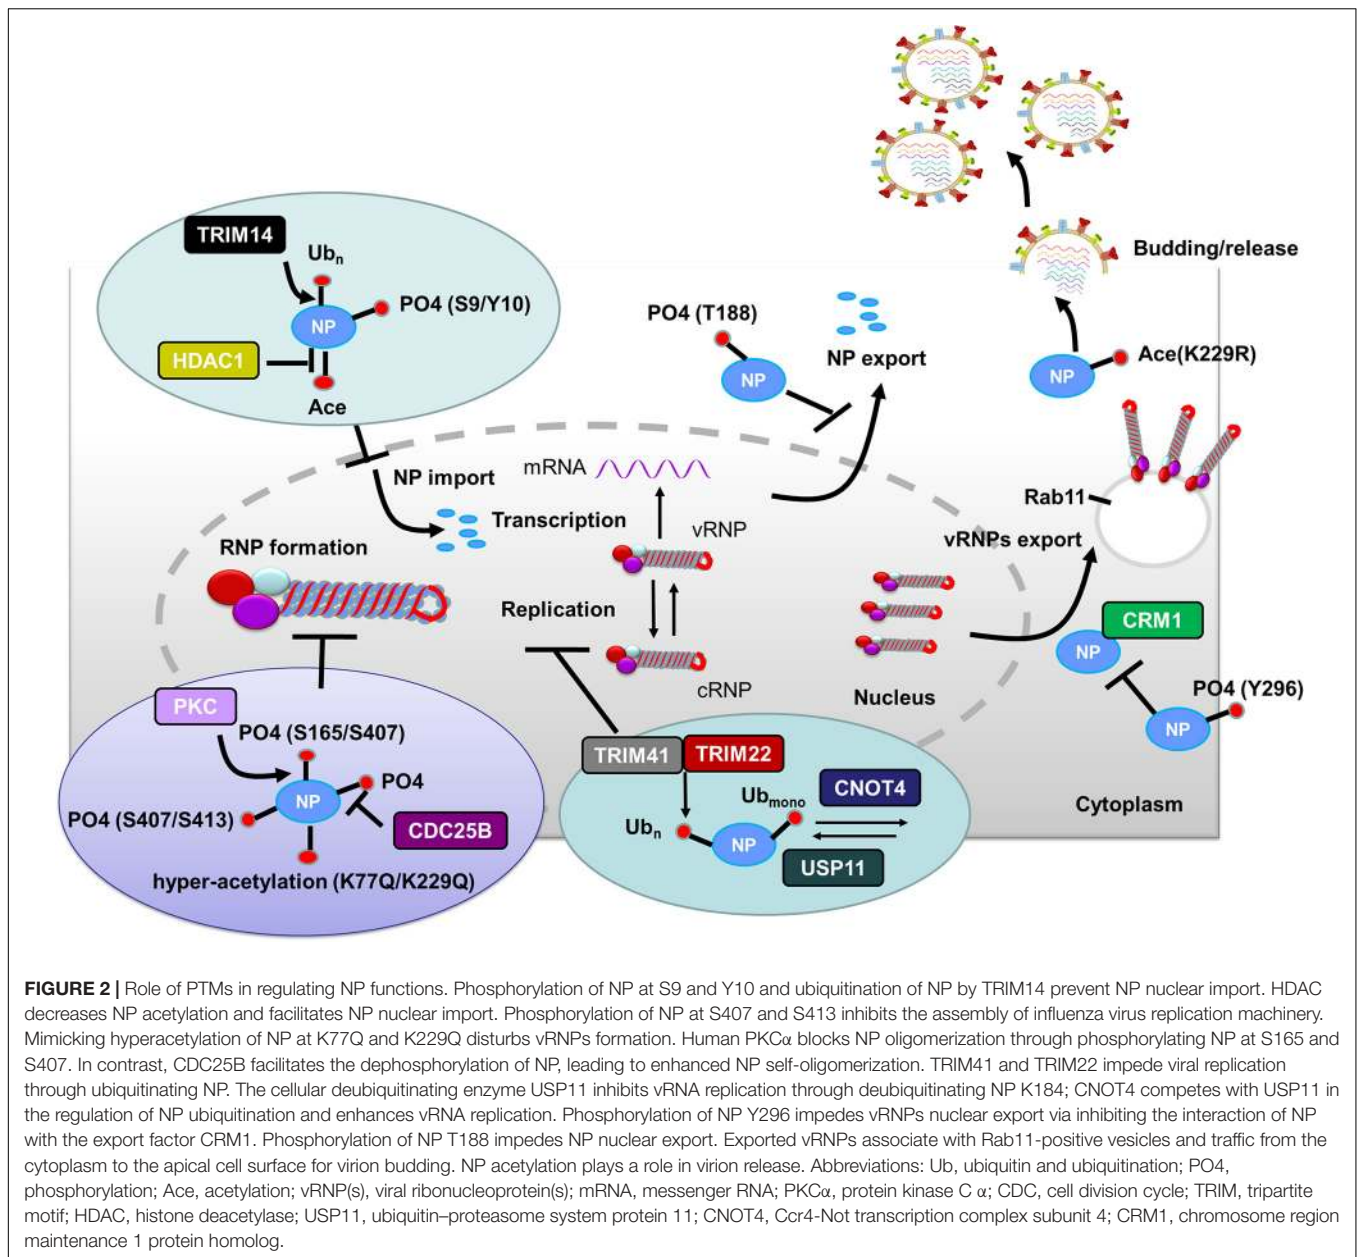 TRIM14
Ubn
PO4 (S9/Y10)
NP
HDAC1
Ace
Budding/release
PO4 (T188)
NP
NP export
Ace(K229R)
NP
mRNA
NP import
Transcription
vRNP
Rab11
vRNPs export
RNP formation
Replication
CRM1
NP
cRNP
Nucleus
PO4 (Y296)
NP
PKC
PO4 (S165/S407)
TRIM41
TRIM22
PO4
NP
Ubmono
CNOT4
Cytoplasm
PO4 (S407/S413)
CDC25B
Ubn
NP
USP11
hyper-acetylation (K77Q/K229Q)
FIGURE 2 | Role of PTMs in regulating NP functions. Phosphorylation of NP at S9 and Y10 and ubiquitination of NP by TRIM14 prevent NP nuclear import. HDAC
decreases NP acetylation and facilitates NP nuclear import. Phosphorylation of NP at S407 and S413 inhibits the assembly of influenza virus replication machinery.
Mimicking hyperacetylation of NP at K77Q and K229Q disturbs vRNPs formation. Human PKCα blocks NP oligomerization through phosphorylating NP at S165 and
S407. In contrast, CDC25B facilitates the dephosphorylation of NP, leading to enhanced NP self-oligomerization. TRIM41 and TRIM22 impede viral replication
through ubiquitinating NP. The cellular deubiquitinating enzyme USP11 inhibits vRNA replication through deubiquitinating NP K184; CNOT4 competes with USP11 in
the regulation of NP ubiquitination and enhances vRNA replication. Phosphorylation of NP Y296 impedes vRNPs nuclear export via inhibiting the interaction of NP
with the export factor CRM1. Phosphorylation of NP T188 impedes NP nuclear export. Exported vRNPs associate with Rab11-positive vesicles and traffic from the
cytoplasm to the apical cell surface for virion budding. NP acetylation plays a role in virion release. Abbreviations: Ub, ubiquitin and ubiquitination; PO4,
phosphorylation; Ace, acetylation; vRNP(s), viral ribonucleoprotein(s); mRNA, messenger RNA; PKCα, protein kinase C α; CDC, cell division cycle; TRIM, tripartite
motif; HDAC, histone deacetylase; USP11, ubiquitin–proteasome system protein 11; CNOT4, Ccr4-Not transcription complex subunit 4; CRM1, chromosome region
maintenance 1 protein homolog.